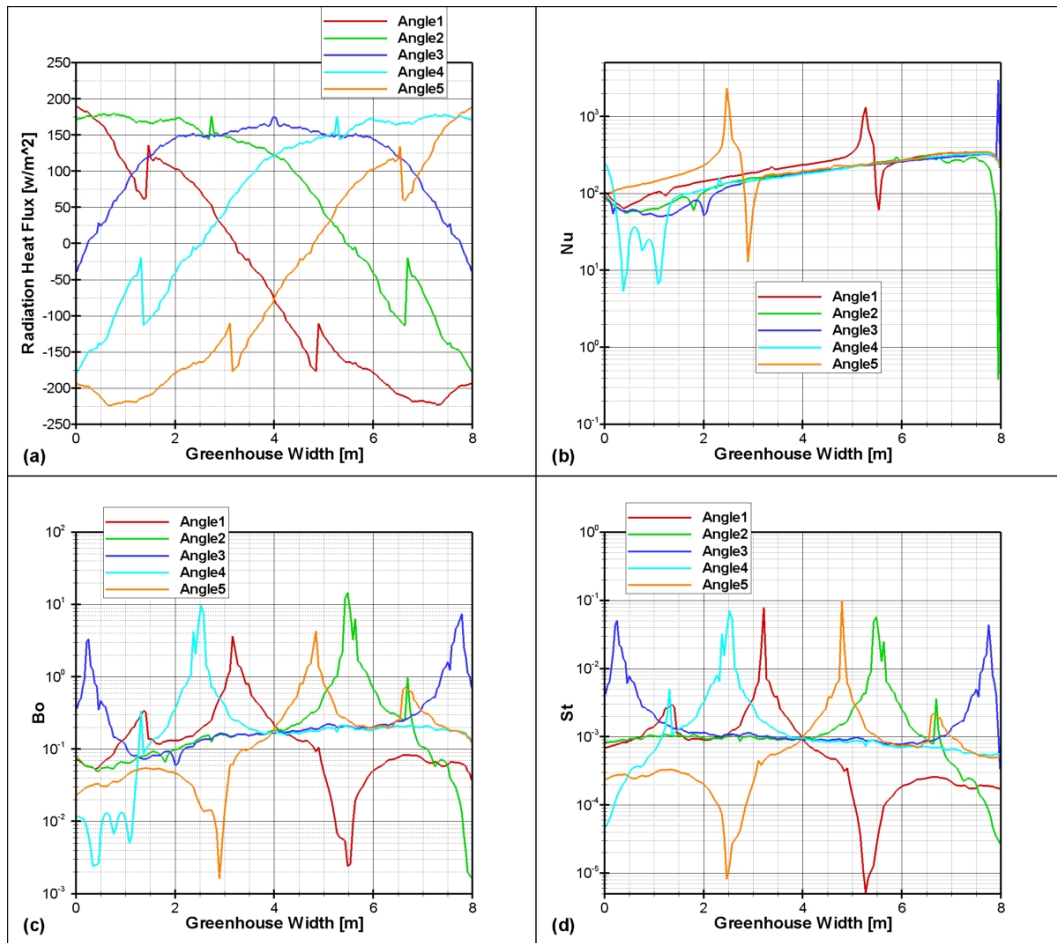 Angle1
Angle2
Angle3
Angle4
Angle5
250
200
150
100
50
0
-50
-100
-150
-200
-250
Radiation Heat Flux [w/m^2]
0 2 4 6 8
Greenhouse Width [m]
(a)
10^3
10^2
10^1
10^0
10^-1
Nu
Angle1
Angle2
Angle3
Angle4
Angle5
0 2 4 6 8
Greenhouse Width [m]
(b)
Angle1
Angle2
Angle3
Angle4
Angle5
10^2
10^1
10^0
10^-1
10^-2
10^-3
Bo
0 2 4 6 8
Greenhouse Width [m]
(c)
Angle1
Angle2
Angle3
Angle4
Angle5
10^0
10^-1
10^-2
10^-3
10^-4
10^-5
St
0 2 4 6 8
Greenhouse Width [m]
(d)